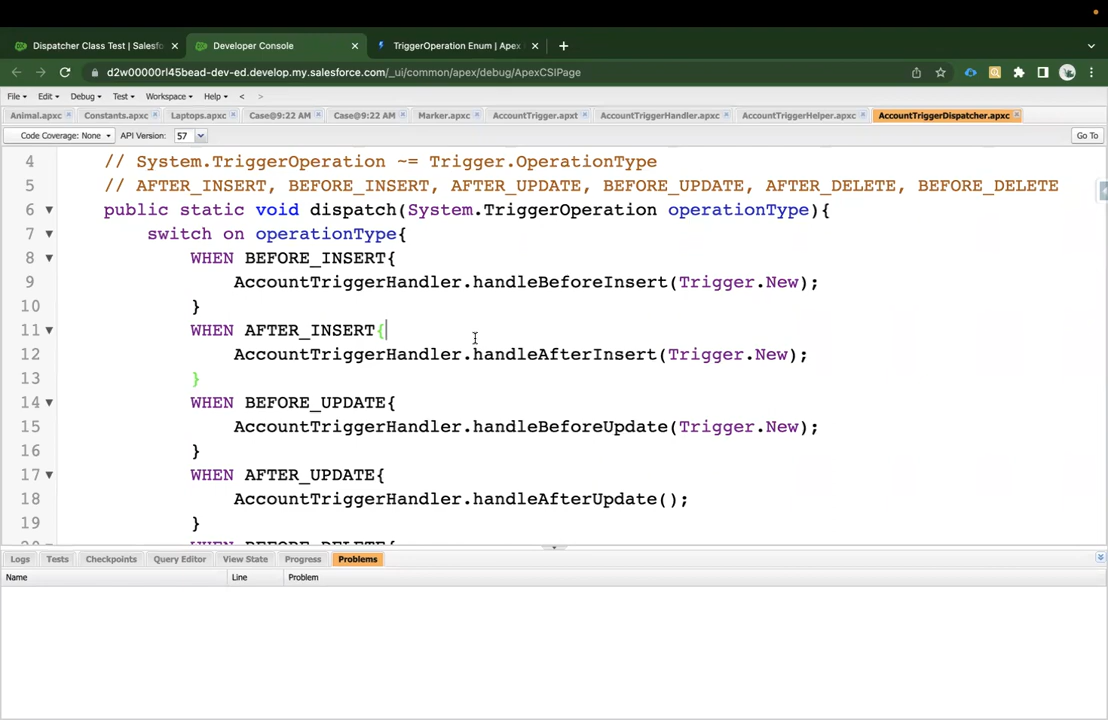 Dispatcher Class Test | Salesfo
Developer Console
TriggerOperation Enum | Apex
d2w00000rl45bead-dev-ed.develop.my.salesforce.com/_ui/common/apex/debug/ApexCSIPage
File Edit Debug Test Workspace Help < >
Animal.apxc Constants.apxc Laptops.apxc Case@9:22 AM Case@9:22 AM Marker.apxc AccountTrigger.apxt AccountTriggerHandler.apxc AccountTriggerHelper.apxc AccountTriggerDispatcher.apxc
Code Coverage: None API Version: 57 Go To
4 // System.TriggerOperation ~= Trigger.OperationType
5 // AFTER_INSERT, BEFORE_INSERT, AFTER_UPDATE, BEFORE_UPDATE, AFTER_DELETE, BEFORE_DELETE
6 public static void dispatch(System.TriggerOperation operationType){
7 switch on operationType{
8 WHEN BEFORE_INSERT{
9 AccountTriggerHandler.handleBeforeInsert(Trigger.New);
10 }
11 WHEN AFTER_INSERT{
12 AccountTriggerHandler.handleAfterInsert(Trigger.New);
13 }
14 WHEN BEFORE_UPDATE{
15 AccountTriggerHandler.handleBeforeUpdate(Trigger.New);
16 }
17 WHEN AFTER_UPDATE{
18 AccountTriggerHandler.handleAfterUpdate();
19 }
Logs Tests Checkpoints Query Editor View State Progress Problems
Name Line Problem